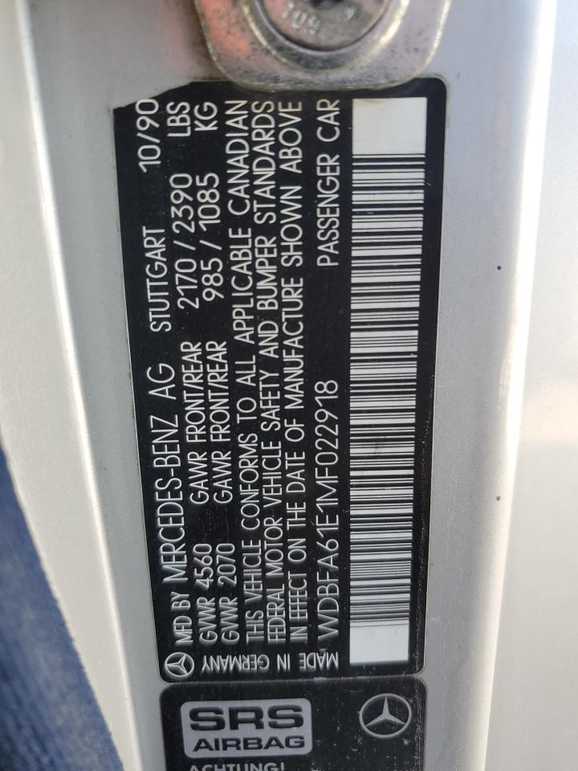 109
MFD BY MERCEDES-BENZ AG STUTTGART 10/90
GVWR 4560 GAWR FRONT/REAR 2170 / 2390 LBS
GVWR 2070 GAWR FRONT/REAR 985 / 1085 KG
THIS VEHICLE CONFORMS TO ALL APPLICABLE CANADIAN
FEDERAL MOTOR VEHICLE SAFETY AND BUMPER STANDARDS
IN EFFECT ON THE DATE OF MANUFACTURE SHOWN ABOVE
MADE IN GERMANY WDBFA61E1MF022918 PASSENGER CAR
SRS
AIRBAG
ACHTUNG!